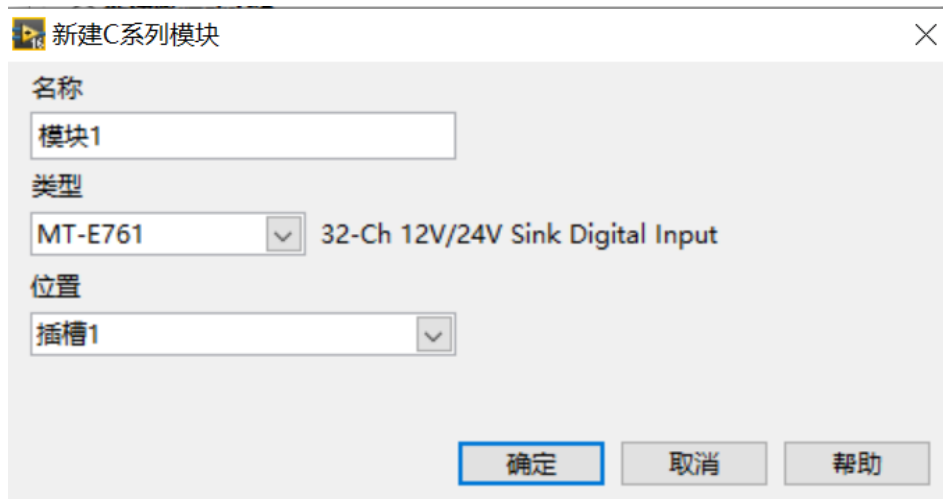 新建C系列模块
名称
模块1
类型
MT-E761 32-Ch 12V/24V Sink Digital Input
位置
插槽1
确定 取消 帮助